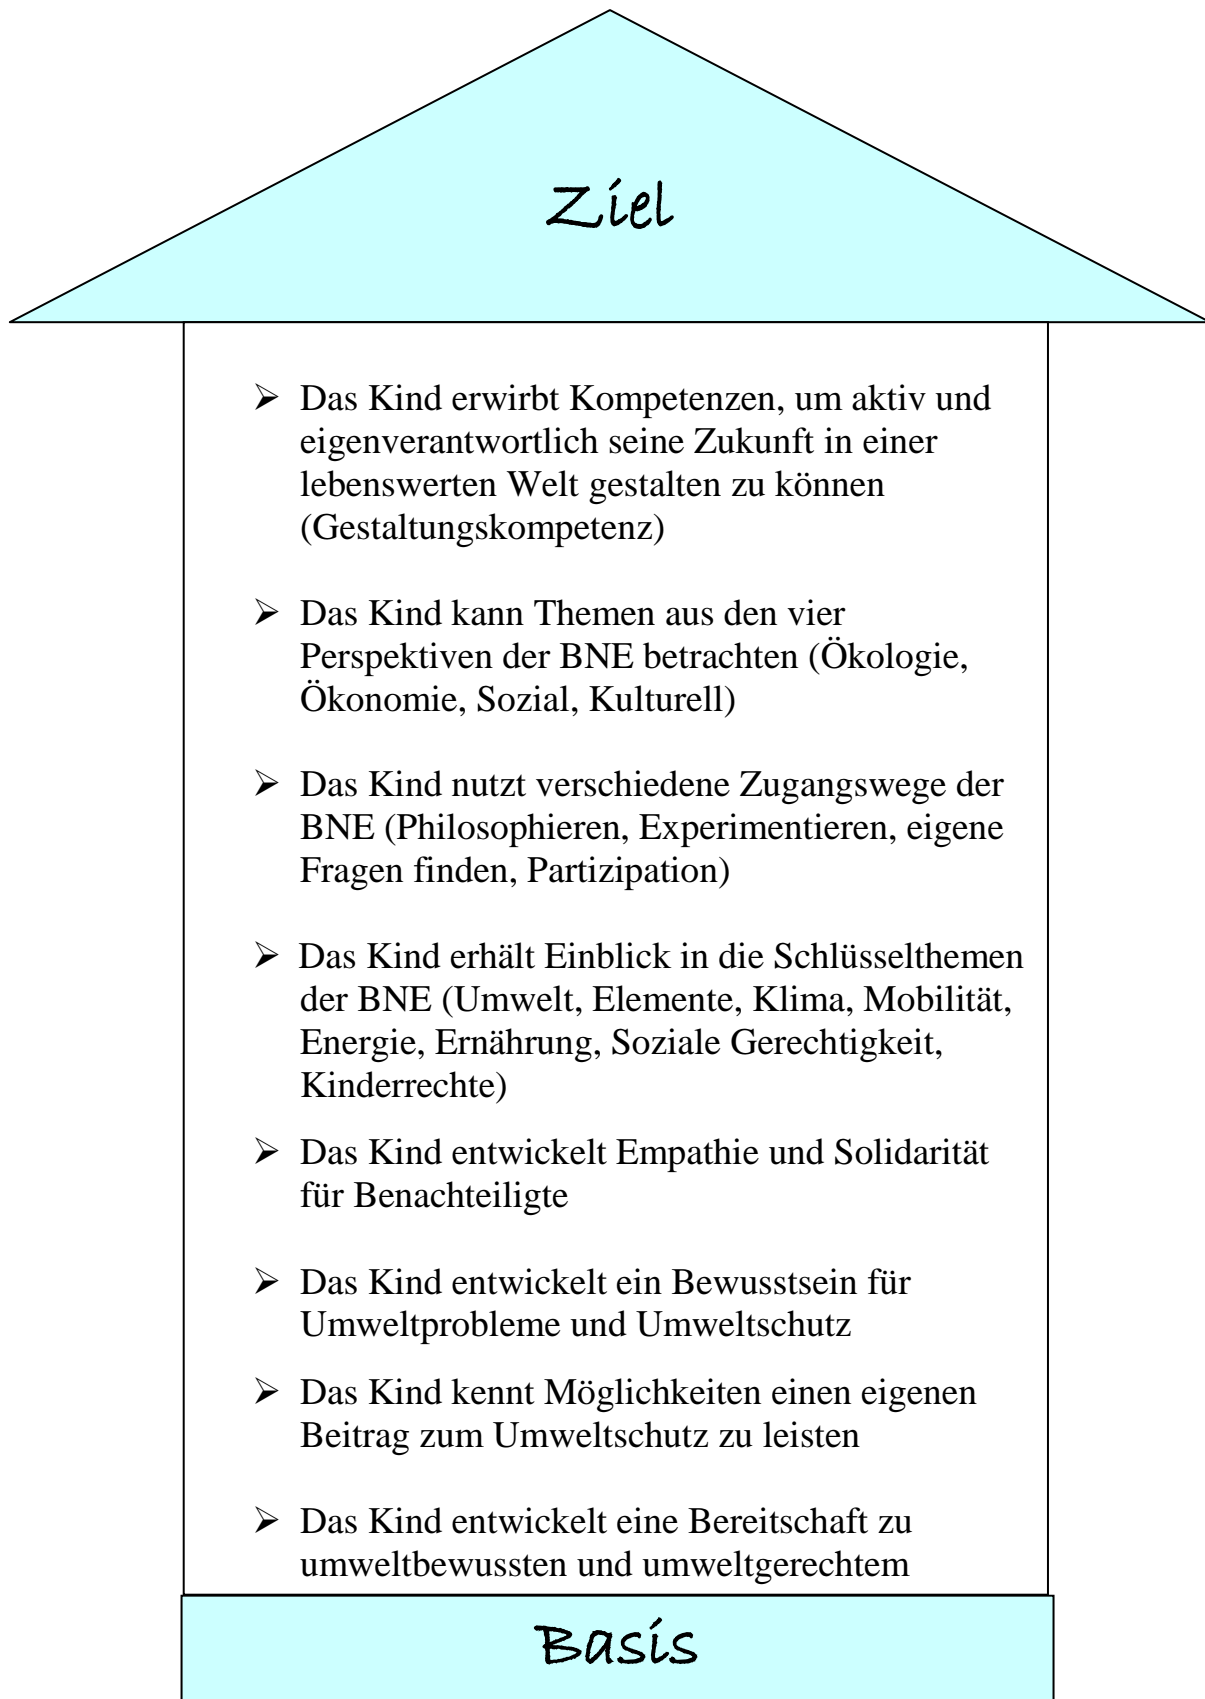 Ziel
➢ Das Kind erwirbt Kompetenzen, um aktiv und
eigenverantwortlich seine Zukunft in einer
lebenswerten Welt gestalten zu können
(Gestaltungskompetenz)
➢ Das Kind kann Themen aus den vier
Perspektiven der BNE betrachten (Ökologie,
Ökonomie, Sozial, Kulturell)
➢ Das Kind nutzt verschiedene Zugangswege der
BNE (Philosophieren, Experimentieren, eigene
Fragen finden, Partizipation)
➢ Das Kind erhält Einblick in die Schlüsselthemen
der BNE (Umwelt, Elemente, Klima, Mobilität,
Energie, Ernährung, Soziale Gerechtigkeit,
Kinderrechte)
➢ Das Kind entwickelt Empathie und Solidarität
für Benachteiligte
➢ Das Kind entwickelt ein Bewusstsein für
Umweltprobleme und Umweltschutz
➢ Das Kind kennt Möglichkeiten einen eigenen
Beitrag zum Umweltschutz zu leisten
➢ Das Kind entwickelt eine Bereitschaft zu
umweltbewussten und umweltgerechtem
Basis